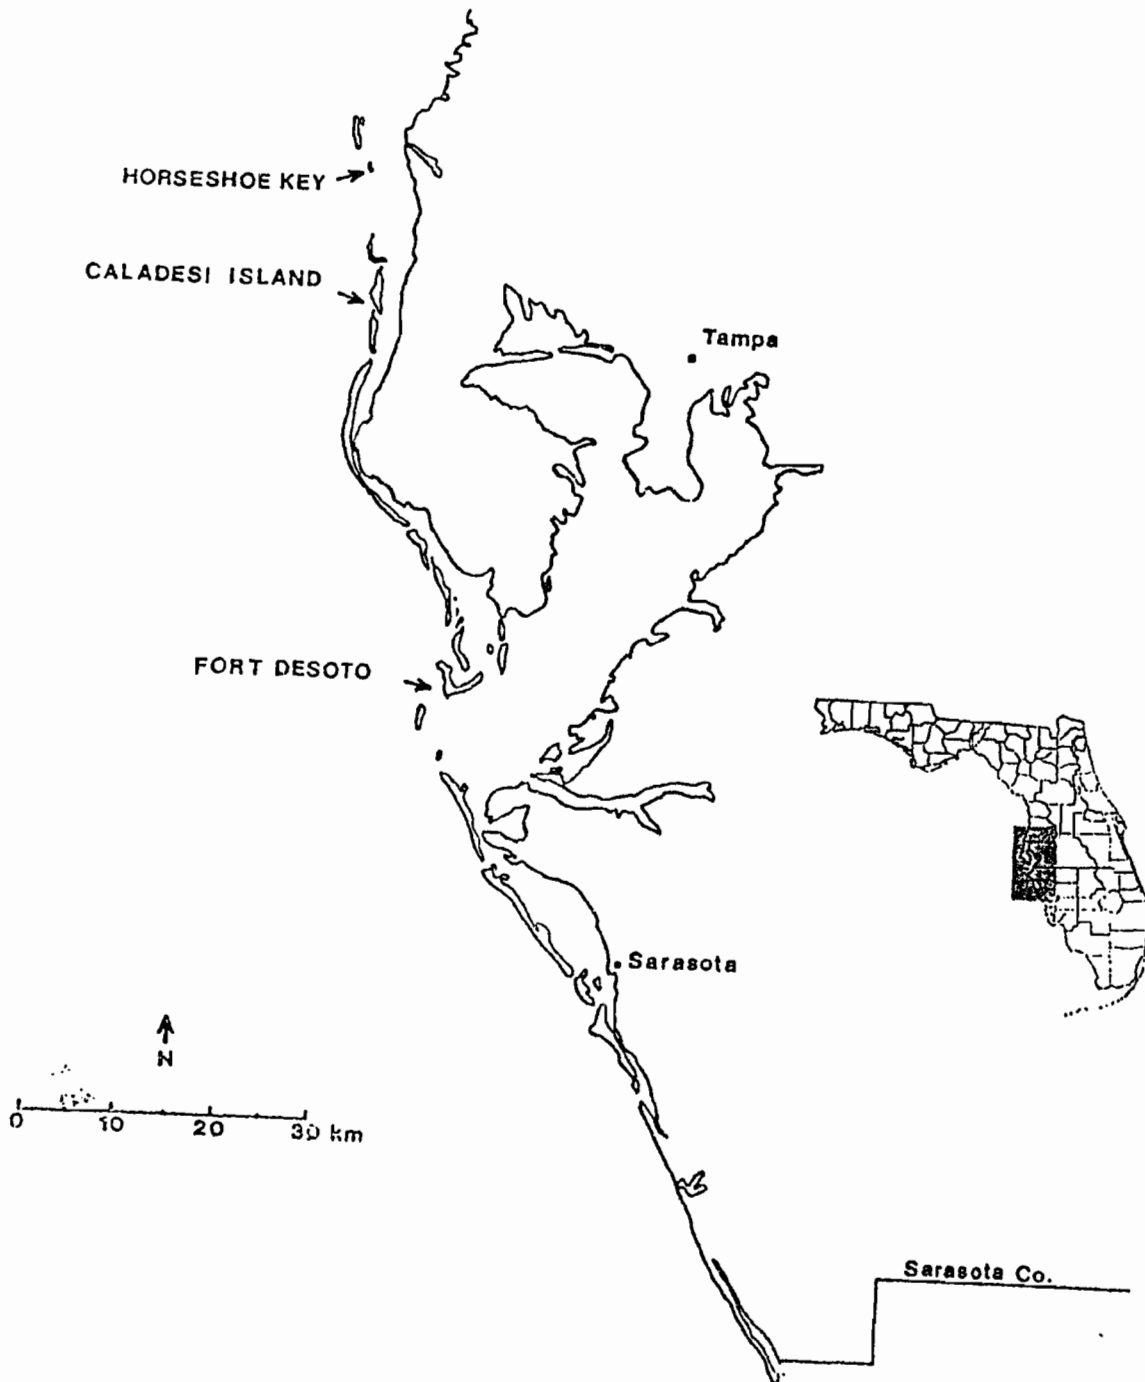 HORSESHOE KEY
CALADESI ISLAND
Tampa
FORT DESOTO
Sarasota
N
0 10 20 30 km
Sarasota Co.